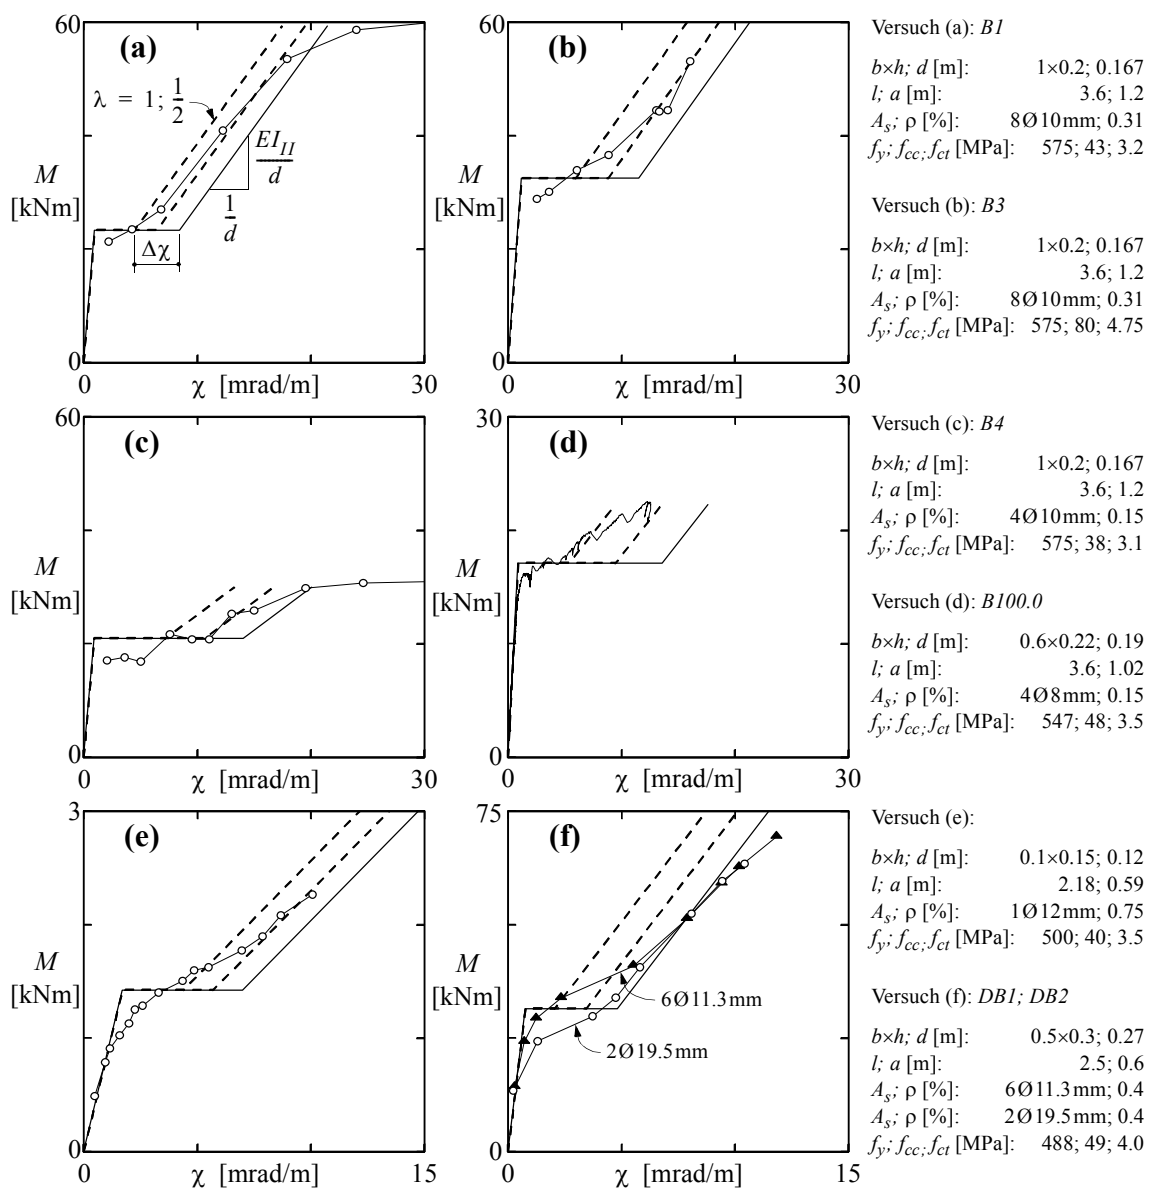 60
(a)
λ = 1; 1/2
EI_II/d
1/d
Δχ
M
[kNm]
0
0
χ [mrad/m]
30
(b)
M
[kNm]
0
0
χ [mrad/m]
30
Versuch (a): B1
b×h; d [m]: 1×0.2; 0.167
l; a [m]: 3.6; 1.2
A_s; ρ [%]: 8Ø10mm; 0.31
f_y; f_cc; f_ct [MPa]: 575; 43; 3.2
Versuch (b): B3
b×h; d [m]: 1×0.2; 0.167
l; a [m]: 3.6; 1.2
A_s; ρ [%]: 8Ø10mm; 0.31
f_y; f_cc; f_ct [MPa]: 575; 80; 4.75
60
(c)
M
[kNm]
0
0
χ [mrad/m]
30
30
(d)
M
[kNm]
0
0
χ [mrad/m]
30
Versuch (c): B4
b×h; d [m]: 1×0.2; 0.167
l; a [m]: 3.6; 1.2
A_s; ρ [%]: 4Ø10mm; 0.15
f_y; f_cc; f_ct [MPa]: 575; 38; 3.1
Versuch (d): B100.0
b×h; d [m]: 0.6×0.22; 0.19
l; a [m]: 3.6; 1.02
A_s; ρ [%]: 4Ø8mm; 0.15
f_y; f_cc; f_ct [MPa]: 547; 48; 3.5
3
(e)
M
[kNm]
0
0
χ [mrad/m]
15
75
(f)
M
[kNm]
6Ø11.3mm
2Ø19.5mm
0
0
χ [mrad/m]
15
Versuch (e):
b×h; d [m]: 0.1×0.15; 0.12
l; a [m]: 2.18; 0.59
A_s; ρ [%]: 1Ø12mm; 0.75
f_y; f_cc; f_ct [MPa]: 500; 40; 3.5
Versuch (f): DB1; DB2
b×h; d [m]: 0.5×0.3; 0.27
l; a [m]: 2.5; 0.6
A_s; ρ [%]: 6Ø11.3mm; 0.4
A_s; ρ [%]: 2Ø19.5mm; 0.4
f_y; f_cc; f_ct [MPa]: 488; 49; 4.0